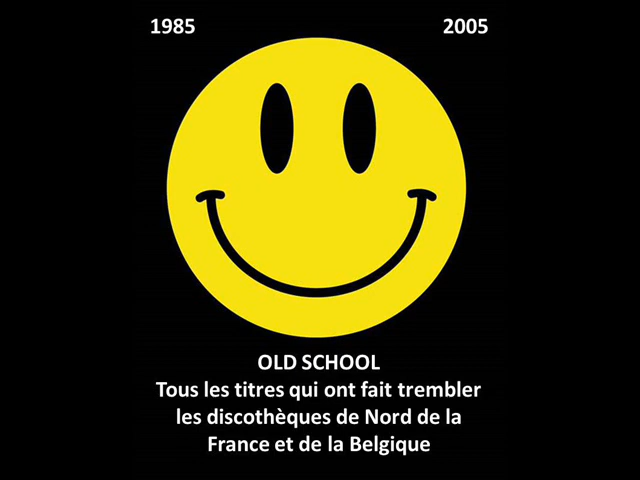 1985 2005
OLD SCHOOL
Tous les titres qui ont fait trembler
les discothèques de Nord de la
France et de la Belgique